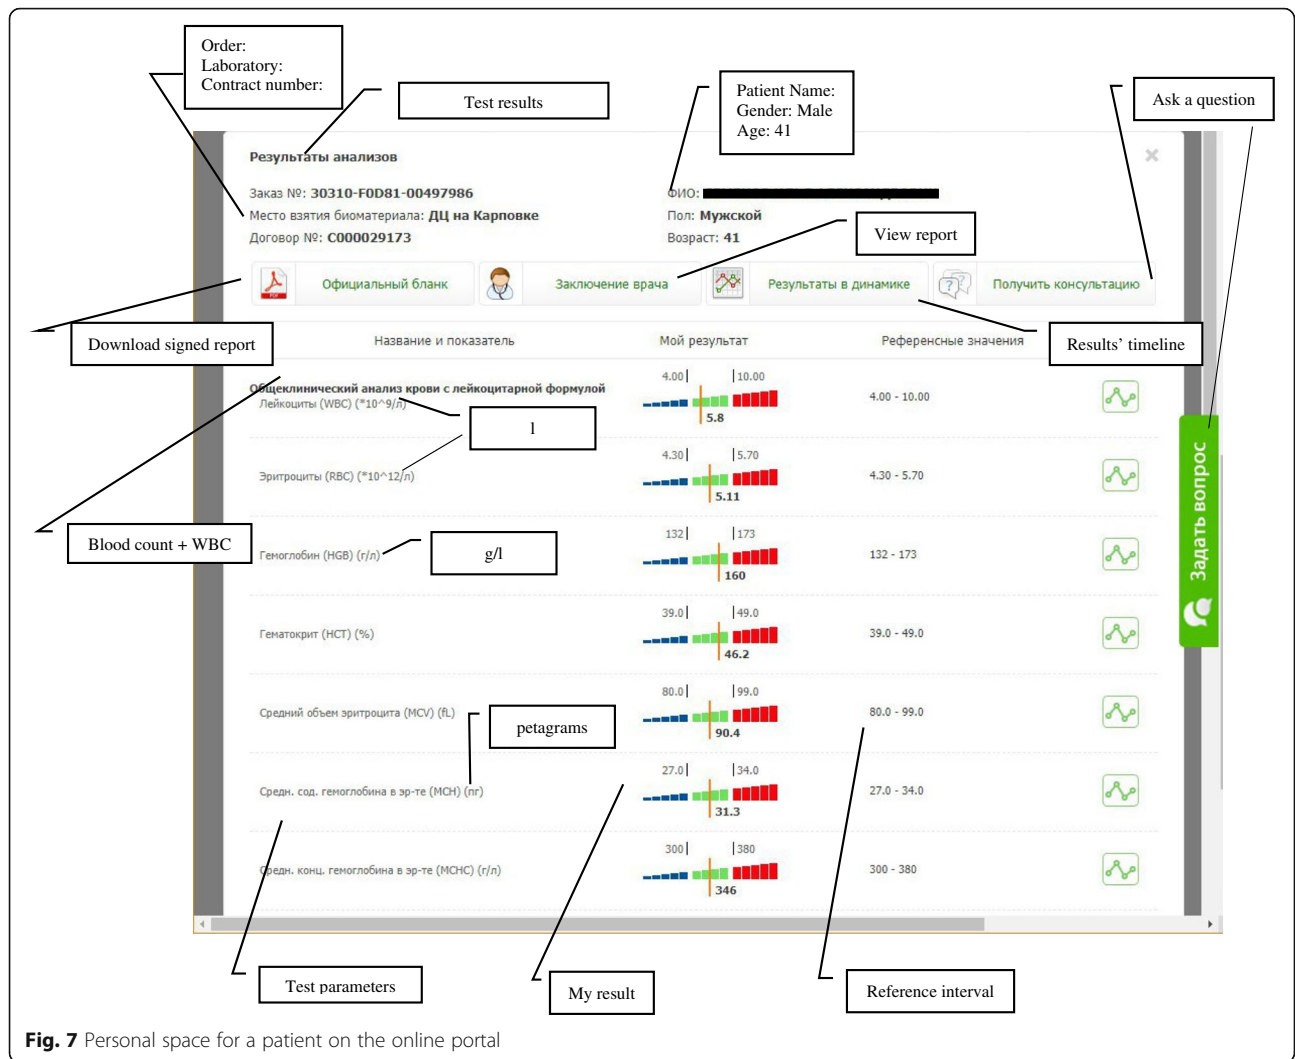 Order:
Laboratory:
Contract number:
Test results
Patient Name:
Gender: Male
Age: 41
Ask a question
Результаты анализов
Заказ №: 30310-F0D81-00497986
ФИО:
Место взятия биоматериала: ДЦ на Карповке
Пол: Мужской
Договор №: С000029173
Возраст: 41
View report
PDF
Официальный бланк
Заключение врача
Результаты в динамике
Получить консультацию
Download signed report
Название и показатель
Мой результат
Референсные значения
Results' timeline
Общеклинический анализ крови с лейкоцитарной формулой
Лейкоциты (WBC) (*10^9/л)
4.00 10.00
5.8
4.00 - 10.00
l
Эритроциты (RBC) (*10^12/л)
4.30 5.70
5.11
4.30 - 5.70
Задать вопрос
Blood count + WBC
Гемоглобин (HGB) (г/л)
g/l
132 173
160
132 - 173
Гематокрит (HCT) (%)
39.0 49.0
46.2
39.0 - 49.0
Средний объем эритроцита (MCV) (fL)
petagrams
80.0 99.0
90.4
80.0 - 99.0
Средн. сод. гемоглобина в эр-те (MCH) (пг)
27.0 34.0
31.3
27.0 - 34.0
Средн. конц. гемоглобина в эр-те (MCHC) (г/л)
300 380
346
300 - 380
Test parameters
My result
Reference interval
Fig. 7 Personal space for a patient on the online portal